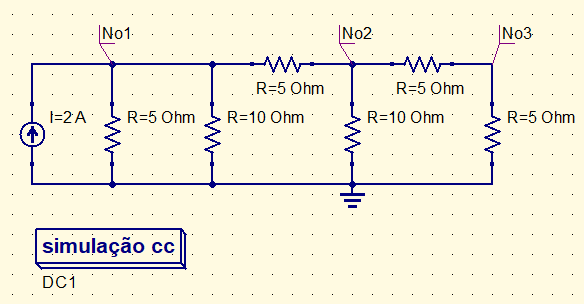 No1
No2
No3
R=5 Ohm
R=5 Ohm
I=2 A
R=5 Ohm
R=10 Ohm
R=10 Ohm
R=5 Ohm
simulação cc
DC1